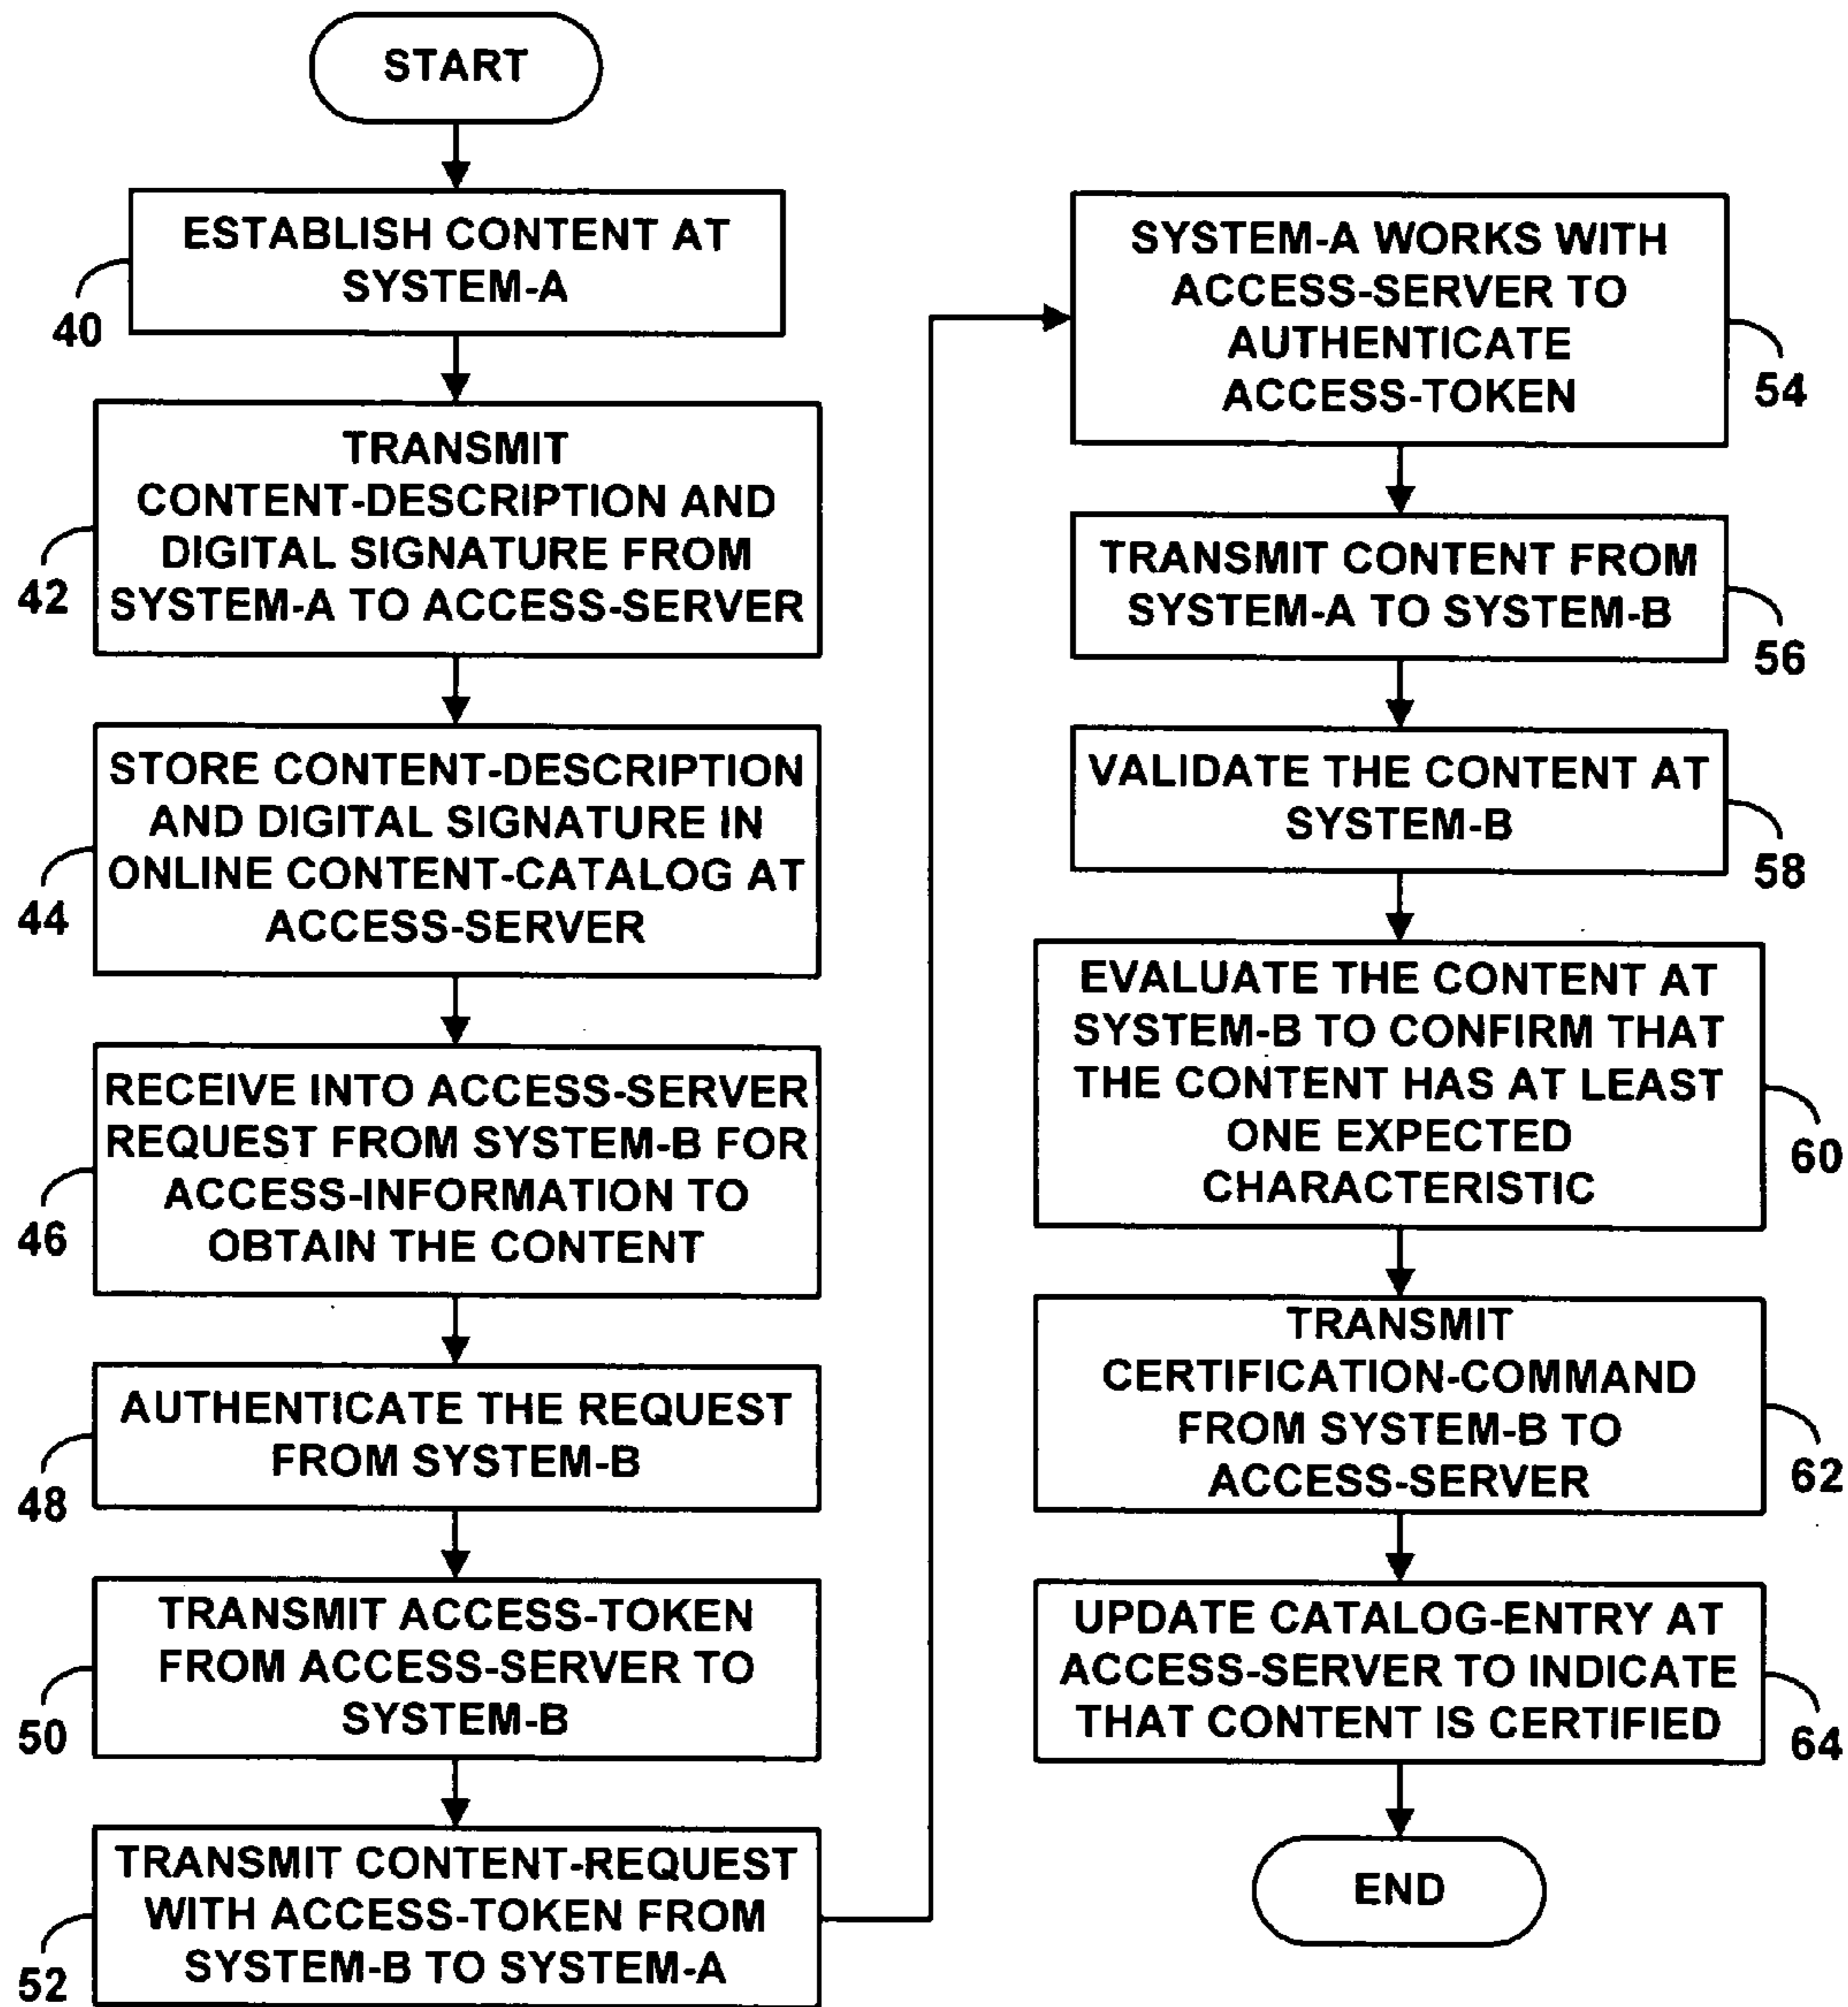 START
ESTABLISH CONTENT AT
SYSTEM-A
40
TRANSMIT
CONTENT-DESCRIPTION AND
DIGITAL SIGNATURE FROM
SYSTEM-A TO ACCESS-SERVER
42
STORE CONTENT-DESCRIPTION
AND DIGITAL SIGNATURE IN
ONLINE CONTENT-CATALOG AT
ACCESS-SERVER
44
RECEIVE INTO ACCESS-SERVER
REQUEST FROM SYSTEM-B FOR
ACCESS-INFORMATION TO
OBTAIN THE CONTENT
46
AUTHENTICATE THE REQUEST
FROM SYSTEM-B
48
TRANSMIT ACCESS-TOKEN
FROM ACCESS-SERVER TO
SYSTEM-B
50
TRANSMIT CONTENT-REQUEST
WITH ACCESS-TOKEN FROM
SYSTEM-B TO SYSTEM-A
52
SYSTEM-A WORKS WITH
ACCESS-SERVER TO
AUTHENTICATE
ACCESS-TOKEN
54
TRANSMIT CONTENT FROM
SYSTEM-A TO SYSTEM-B
56
VALIDATE THE CONTENT AT
SYSTEM-B
58
EVALUATE THE CONTENT AT
SYSTEM-B TO CONFIRM THAT
THE CONTENT HAS AT LEAST
ONE EXPECTED
CHARACTERISTIC
60
TRANSMIT
CERTIFICATION-COMMAND
FROM SYSTEM-B TO
ACCESS-SERVER
62
UPDATE CATALOG-ENTRY AT
ACCESS-SERVER TO INDICATE
THAT CONTENT IS CERTIFIED
64
END